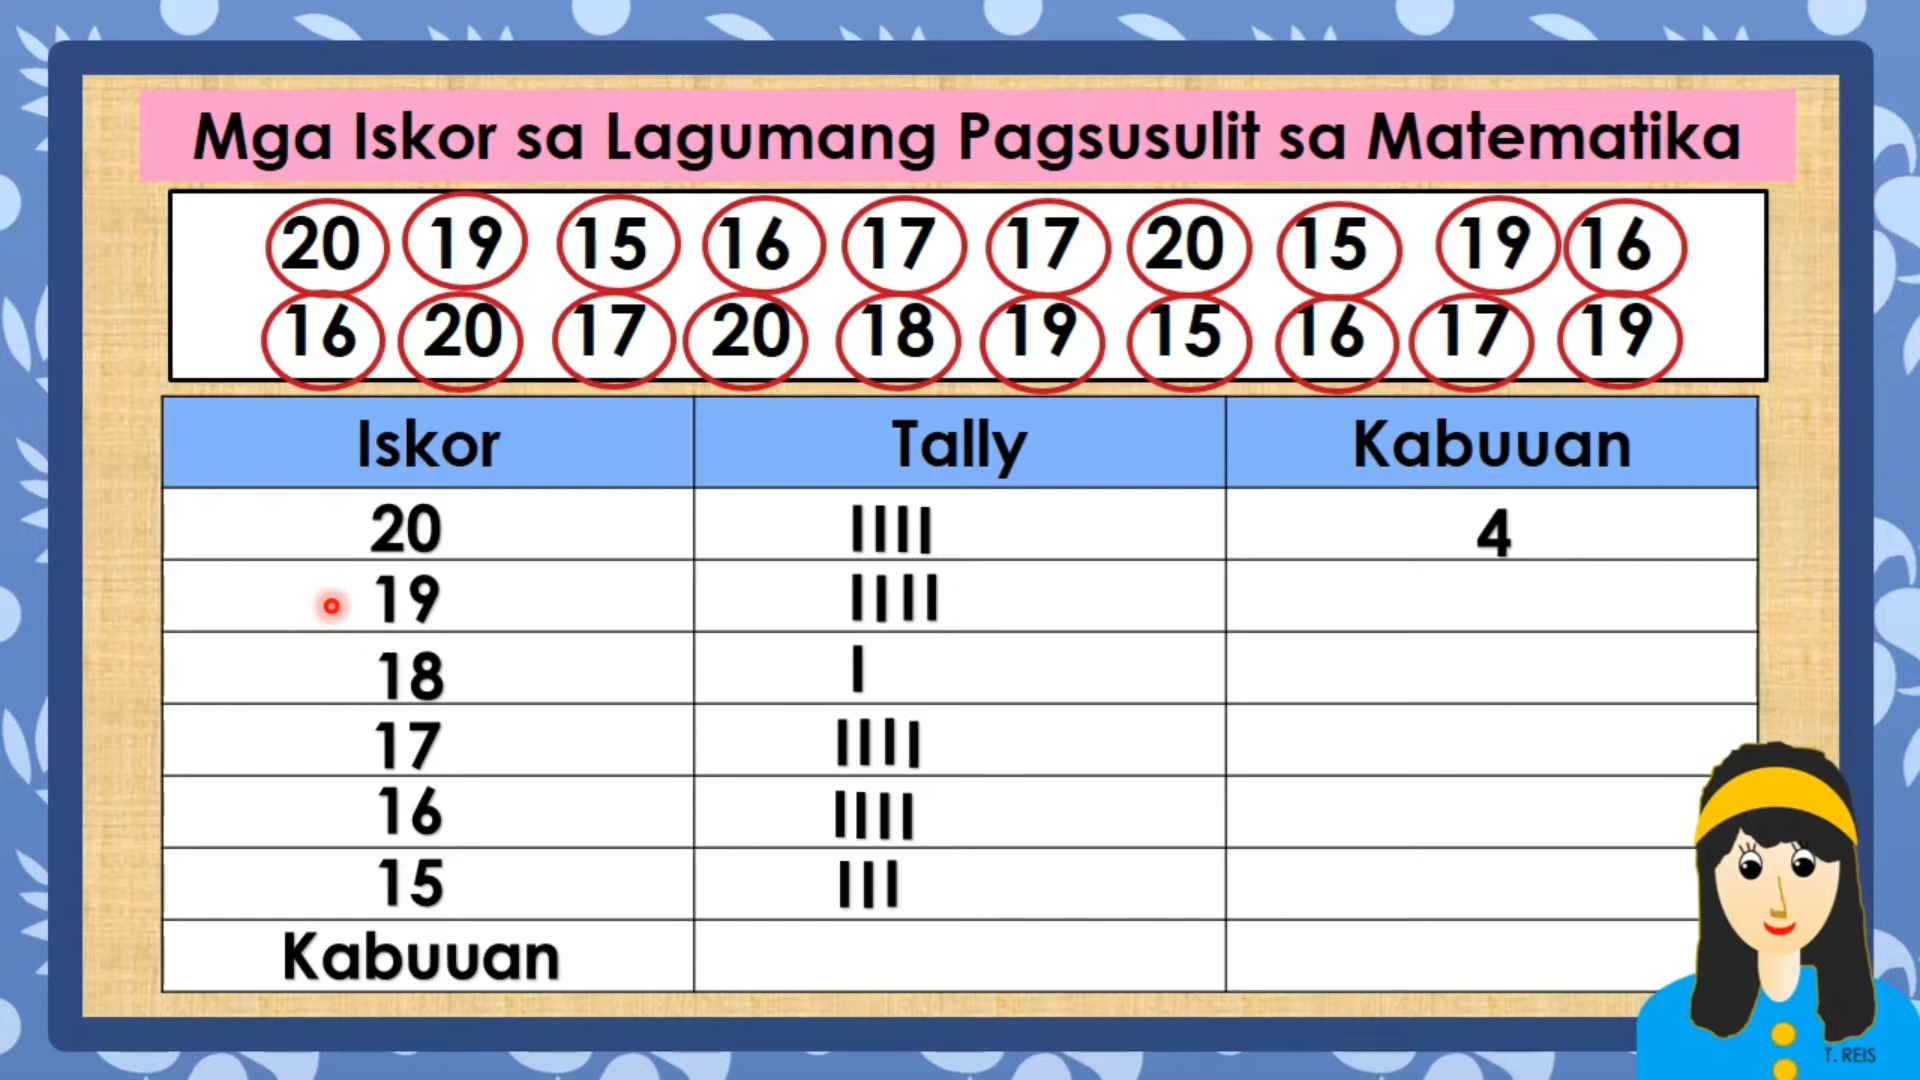 Mga Iskor sa Lagumang Pagsusulit sa Matematika
20 19 15 16 17 17 20 15 19 16
16 20 17 20 18 19 15 16 17 19
Iskor Tally Kabuuan
20 IIII 4
19 IIII
18 I
17 IIII
16 IIII
15 III
Kabuuan
T. REIS